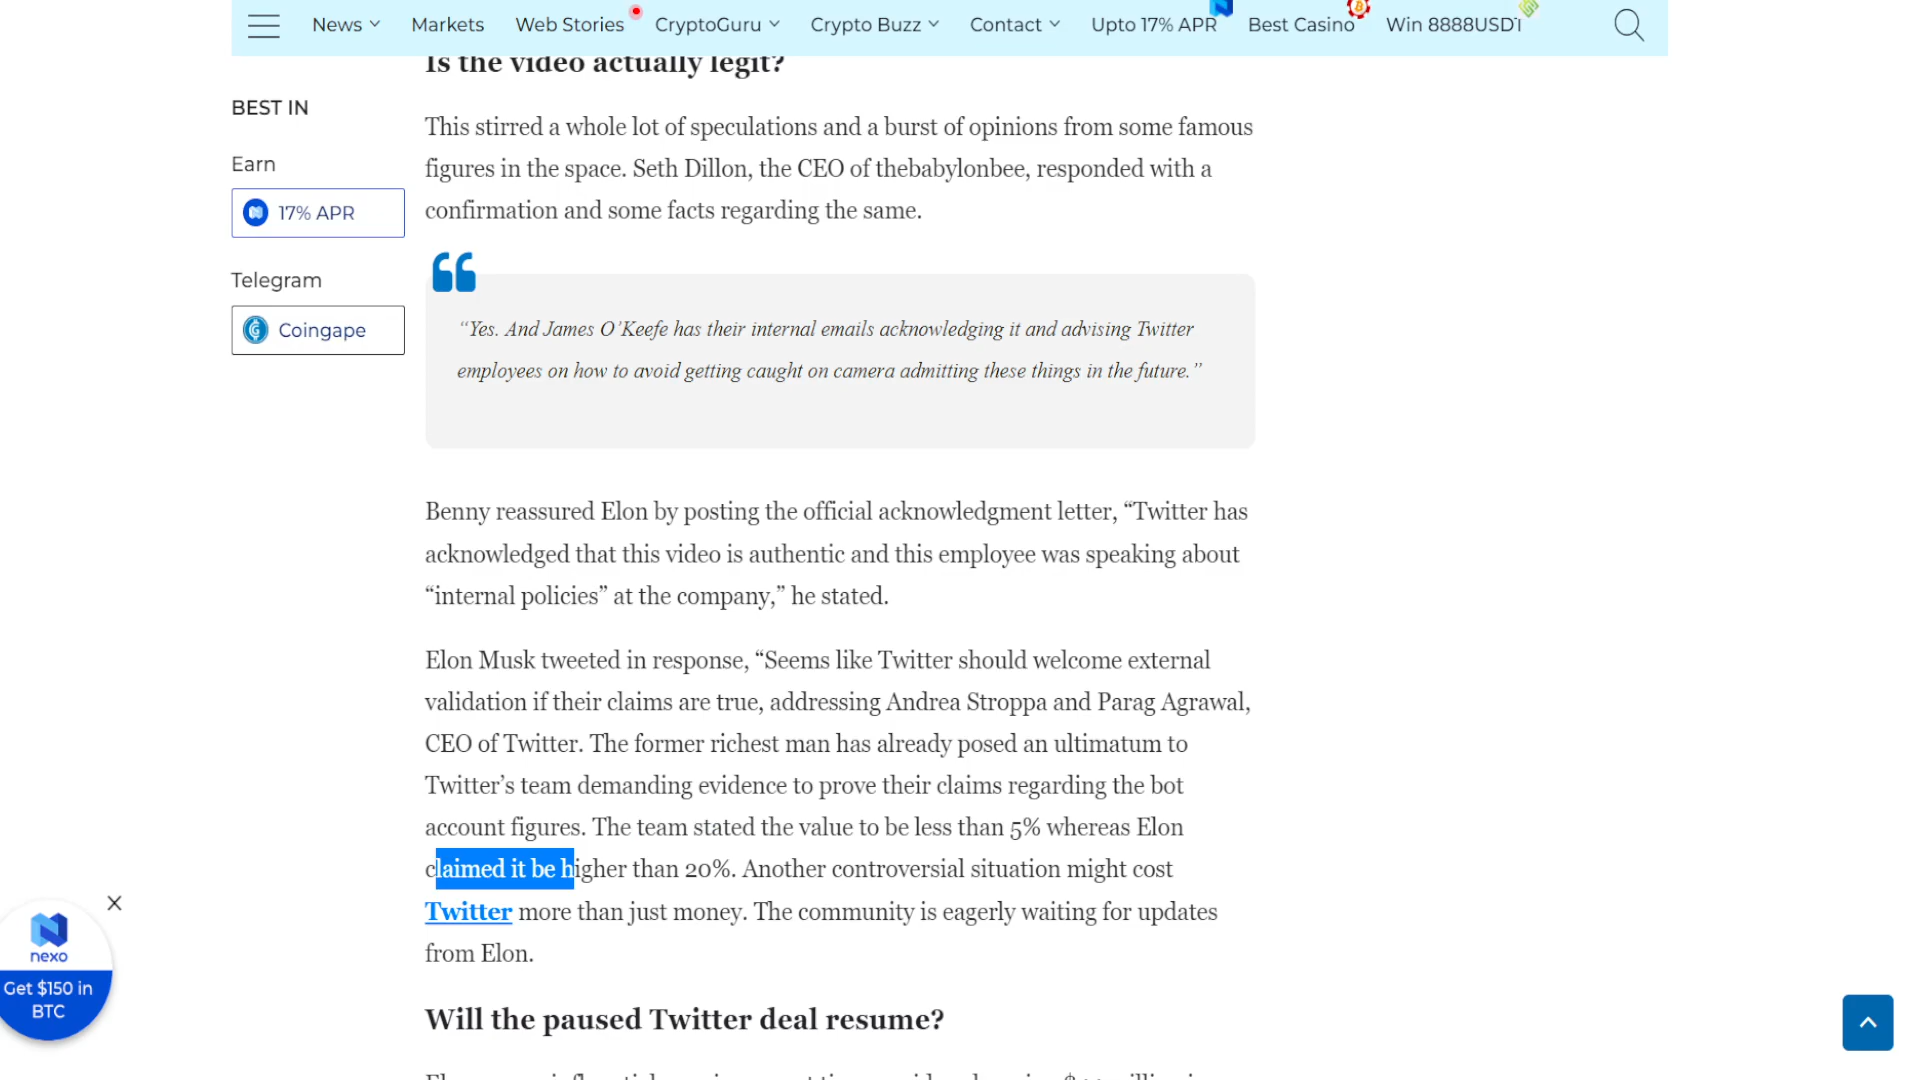 News
Markets
Web Stories
CryptoGuru
Crypto Buzz
Contact
Upto 17% APR
Best Casino
Win 8888USDT
Is the video actually legit?
BEST IN
Earn
17% APR
Telegram
Coingape
This stirred a whole lot of speculations and a burst of opinions from some famous
figures in the space. Seth Dillon, the CEO of thebabylonbee, responded with a
confirmation and some facts regarding the same.
“Yes. And James O’Keefe has their internal emails acknowledging it and advising Twitter
employees on how to avoid getting caught on camera admitting these things in the future.”
Benny reassured Elon by posting the official acknowledgment letter, “Twitter has
acknowledged that this video is authentic and this employee was speaking about
“internal policies” at the company,” he stated.
Elon Musk tweeted in response, “Seems like Twitter should welcome external
validation if their claims are true, addressing Andrea Stroppa and Parag Agrawal,
CEO of Twitter. The former richest man has already posed an ultimatum to
Twitter’s team demanding evidence to prove their claims regarding the bot
account figures. The team stated the value to be less than 5% whereas Elon
claimed it be higher than 20%. Another controversial situation might cost
Twitter more than just money. The community is eagerly waiting for updates
from Elon.
Will the paused Twitter deal resume?
nexo
Get $150 in
BTC